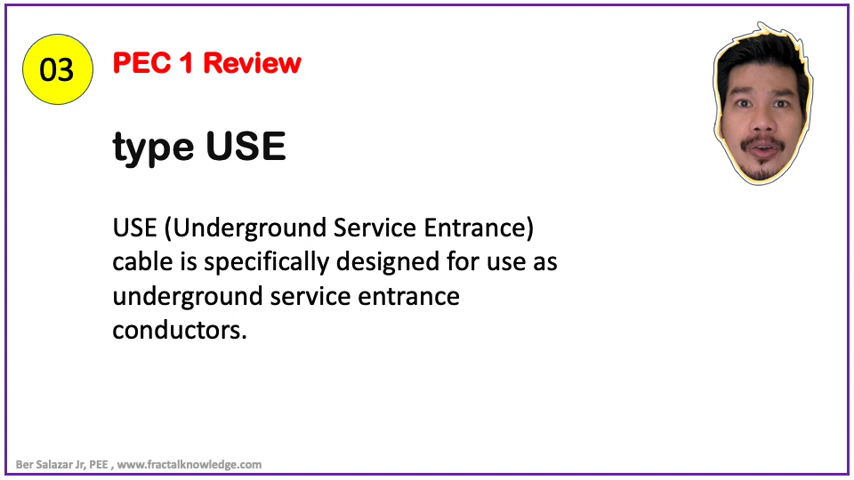 03
PEC 1 Review
type USE
USE (Underground Service Entrance)
cable is specifically designed for use as
underground service entrance
conductors.
Ber Salazar Jr, PEE , www.fractalknowledge.com